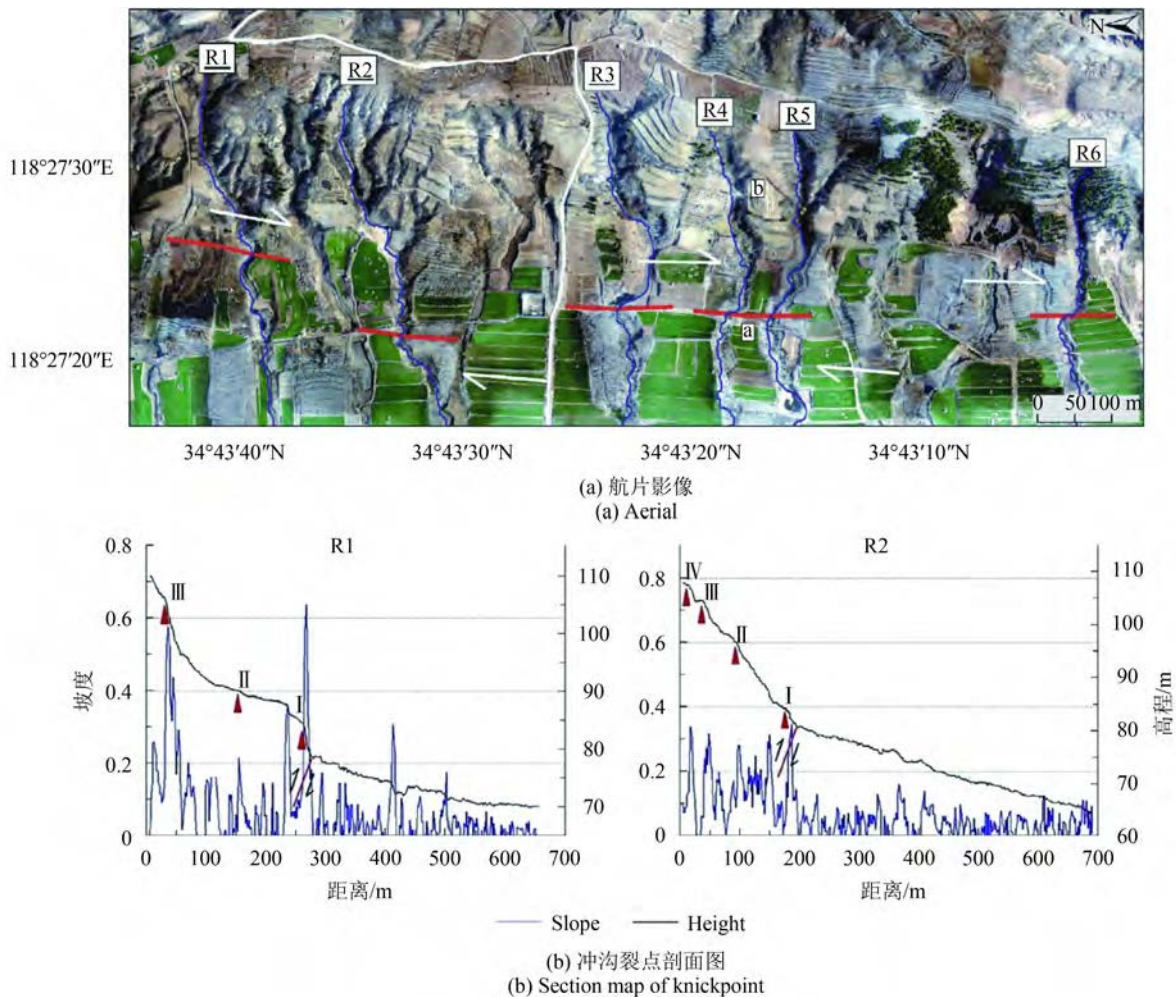 N
R1
R2
R3
R4
R5
R6
118°27′30″E
b
a
118°27′20″E
0 50 100 m
34°43′40″N 34°43′30″N 34°43′20″N 34°43′10″N
(a) 航片影像
(a) Aerial
R1
0.8
0.6
0.4
0.2
0
坡度
110
100
90
80
70
Ⅲ
Ⅱ
Ⅰ
0 100 200 300 400 500 600 700
距离/m
R2
0.8
0.6
0.4
0.2
0
110
100
90
80
70
60
高程/m
Ⅳ
Ⅲ
Ⅱ
Ⅰ
0 100 200 300 400 500 600 700
距离/m
Slope Height
(b) 冲沟裂点剖面图
(b) Section map of knickpoint